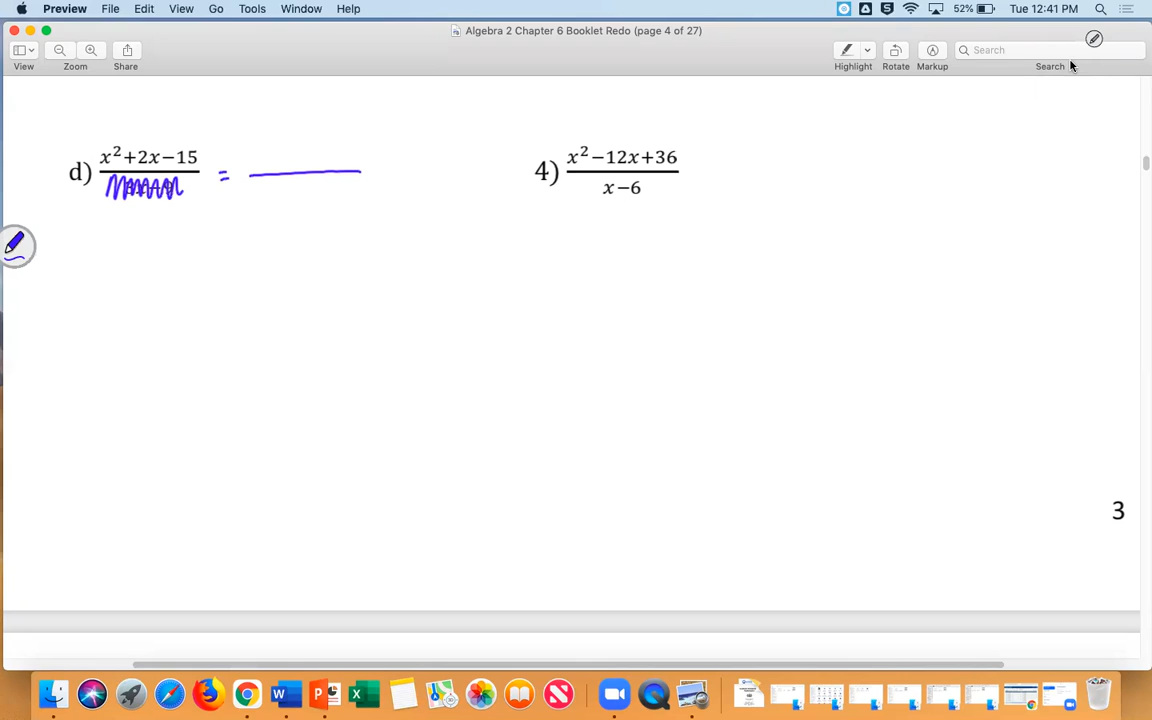 Preview File Edit View Go Tools Window Help 52% Tue 12:41 PM
Algebra 2 Chapter 6 Booklet Redo (page 4 of 27)
Search
View Zoom Share Highlight Rotate Markup Search
d) x²+2x−15 =
4) x²−12x+36
x−6
3